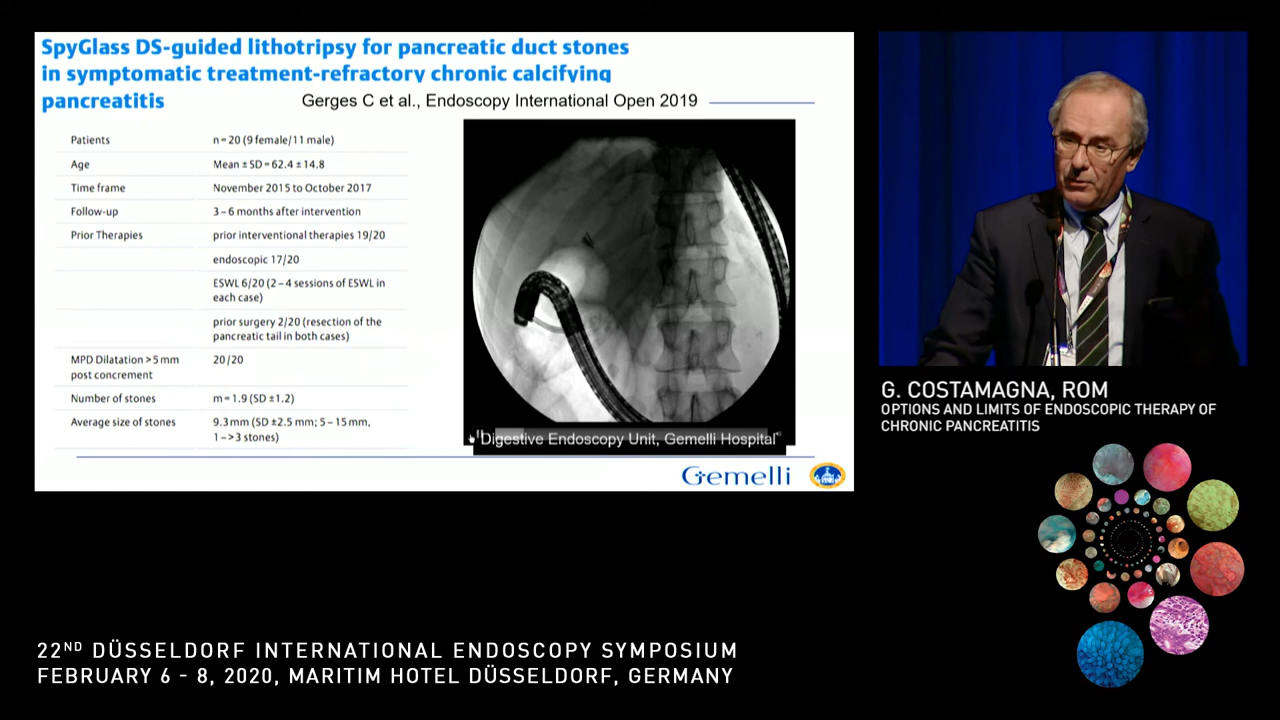 SpyGlass DS-guided lithotripsy for pancreatic duct stones
in symptomatic treatment-refractory chronic calcifying
pancreatitis
Gerges C et al., Endoscopy International Open 2019
Patients n = 20 (9 female/11 male)
Age Mean ± SD = 62.4 ± 14.8
Time frame November 2015 to October 2017
Follow-up 3 – 6 months after intervention
Prior Therapies prior interventional therapies 19/20
endoscopic 17/20
ESWL 6/20 (2 – 4 sessions of ESWL in
each case)
prior surgery 2/20 (resection of the
pancreatic tail in both cases)
MPD Dilatation > 5 mm 20/20
post concrement
Number of stones m = 1.9 (SD ±1.2)
Average size of stones 9.3 mm (SD ±2.5 mm; 5 – 15 mm,
1 – > 3 stones)
"Digestive Endoscopy Unit, Gemelli Hospital"
Gemelli
G. COSTAMAGNA, ROM
OPTIONS AND LIMITS OF ENDOSCOPIC THERAPY OF
CHRONIC PANCREATITIS
22ND DÜSSELDORF INTERNATIONAL ENDOSCOPY SYMPOSIUM
FEBRUARY 6 - 8, 2020, MARITIM HOTEL DÜSSELDORF, GERMANY